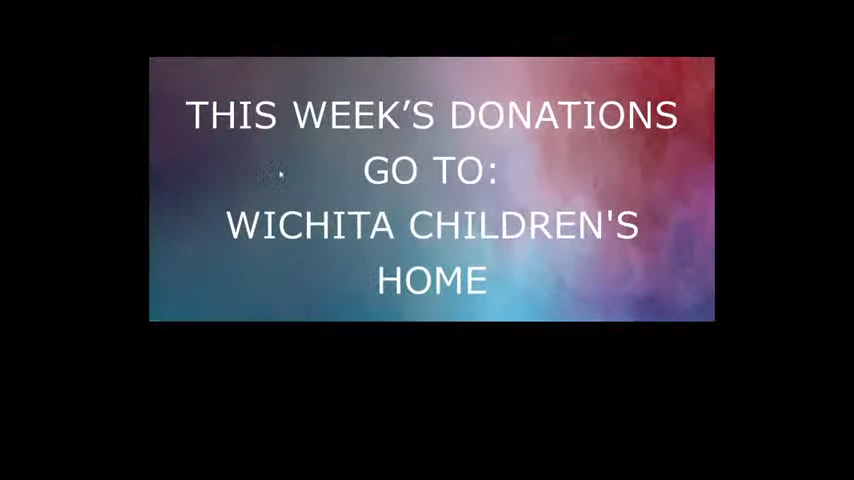 THIS WEEK’S DONATIONS
GO TO:
WICHITA CHILDREN'S
HOME